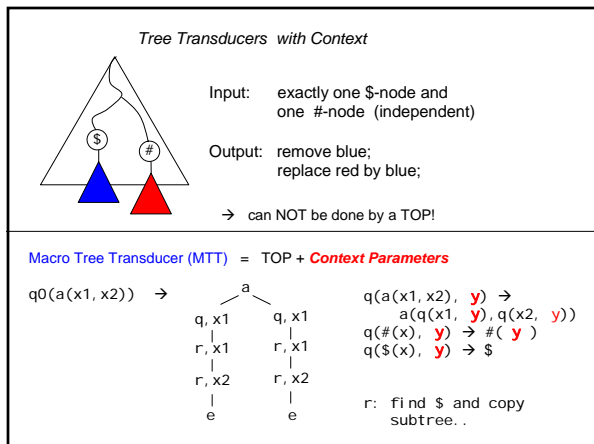 Tree Transducers with Context
Input: exactly one $-node and
one #-node (independent)
$
#
Output: remove blue;
replace red by blue;
→ can NOT be done by a TOP!
Macro Tree Transducer (MTT) = TOP + Context Parameters
q0(a(x1,x2)) →
a
q,x1 q,x1
r,x1 r,x1
r,x2 r,x2
e e
q(a(x1,x2), y) →
a(q(x1, y),q(x2, y))
q(#(x), y) → #( y )
q($(x), y) → $
r: find $ and copy
subtree..